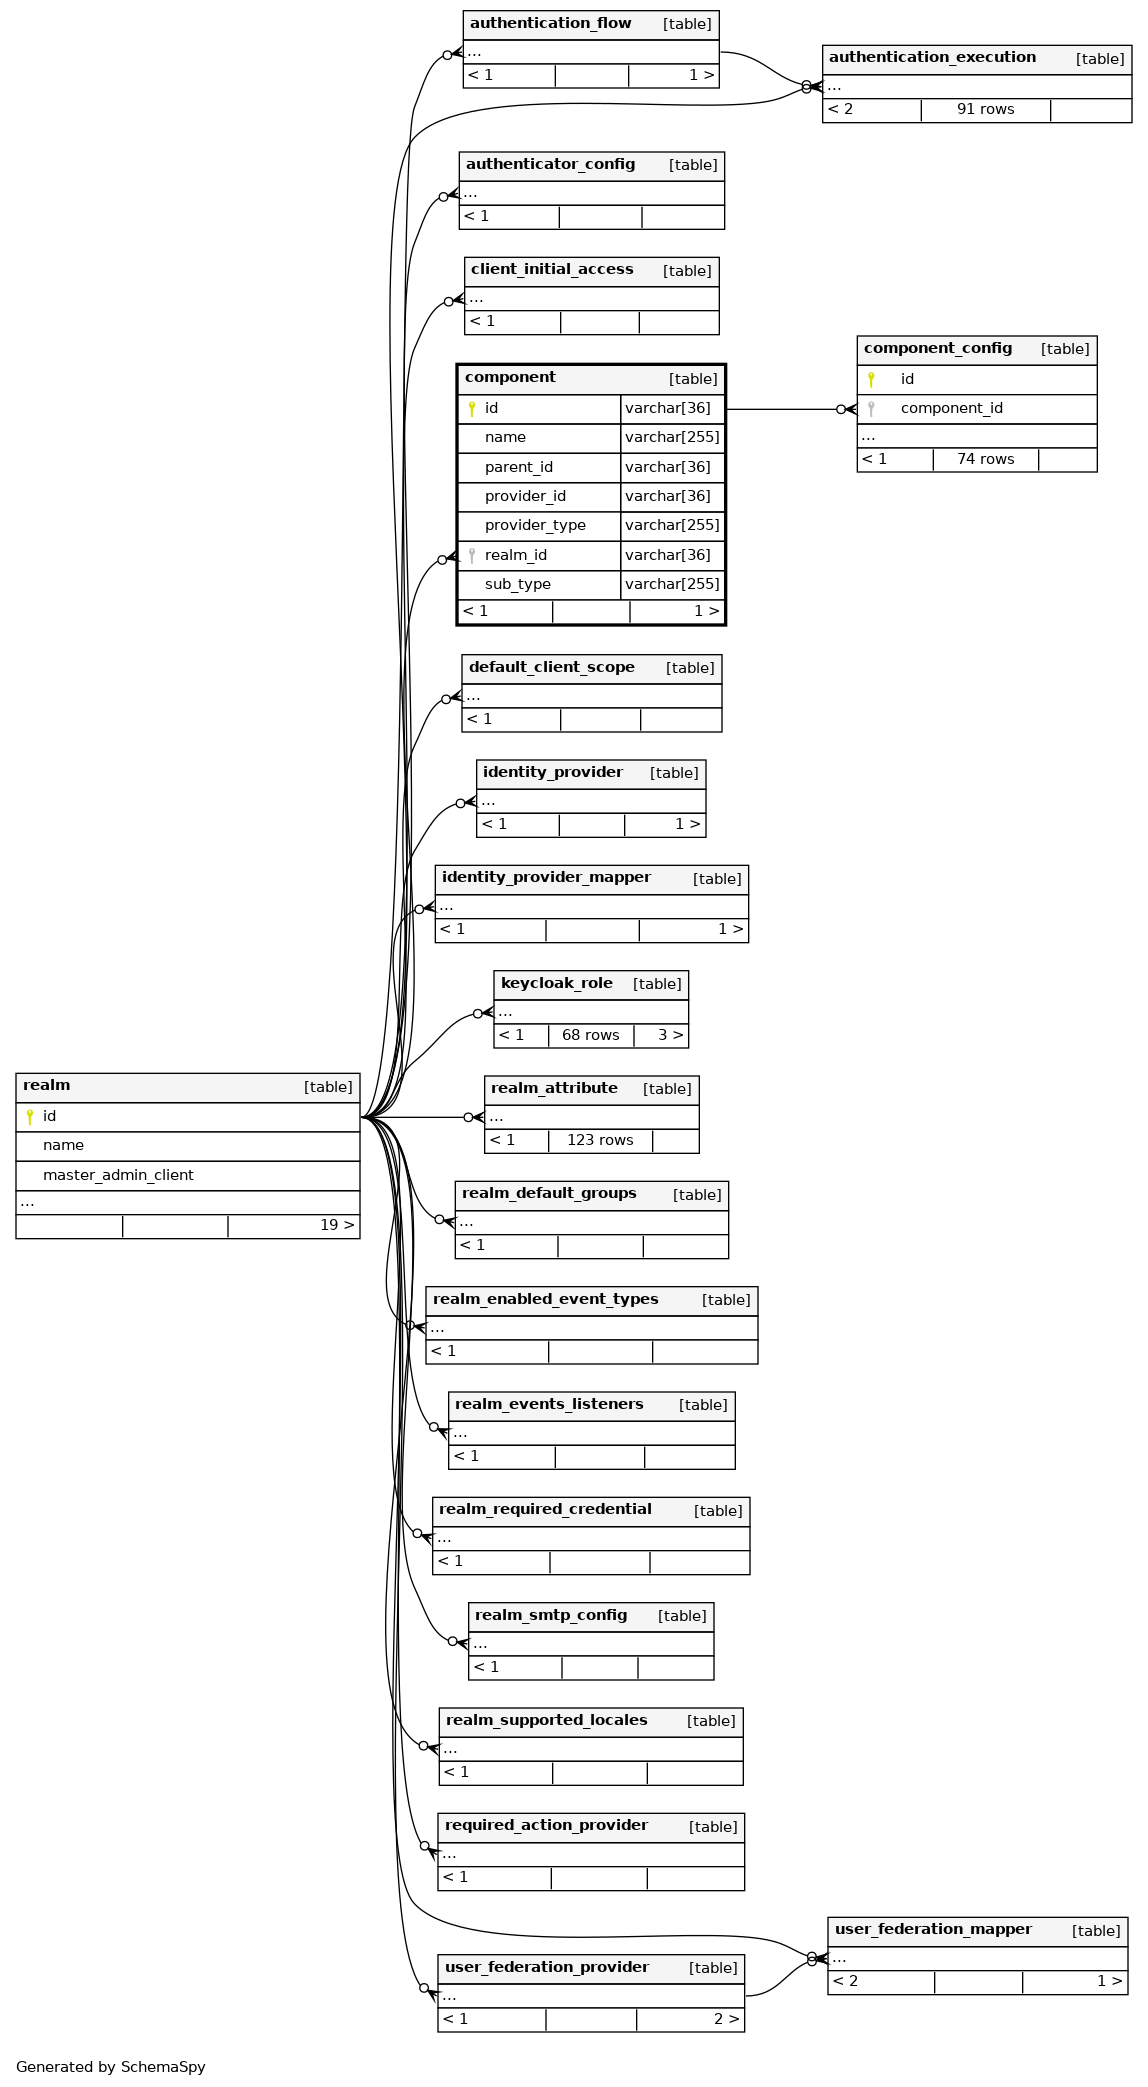 authentication_flow [table]
...
< 1 1 >
authentication_execution [table]
...
< 2 91 rows
authenticator_config [table]
...
< 1
client_initial_access [table]
...
< 1
component [table]
id varchar[36]
name varchar[255]
parent_id varchar[36]
provider_id varchar[36]
provider_type varchar[255]
realm_id varchar[36]
sub_type varchar[255]
< 1 1 >
component_config [table]
id
component_id
...
< 1 74 rows
default_client_scope [table]
...
< 1
identity_provider [table]
...
< 1 1 >
identity_provider_mapper [table]
...
< 1 1 >
keycloak_role [table]
...
< 1 68 rows 3 >
realm [table]
id
name
master_admin_client
...
19 >
realm_attribute [table]
...
< 1 123 rows
realm_default_groups [table]
...
< 1
realm_enabled_event_types [table]
...
< 1
realm_events_listeners [table]
...
< 1
realm_required_credential [table]
...
< 1
realm_smtp_config [table]
...
< 1
realm_supported_locales [table]
...
< 1
required_action_provider [table]
...
< 1
user_federation_mapper [table]
...
< 2 1 >
user_federation_provider [table]
...
< 1 2 >
Generated by SchemaSpy